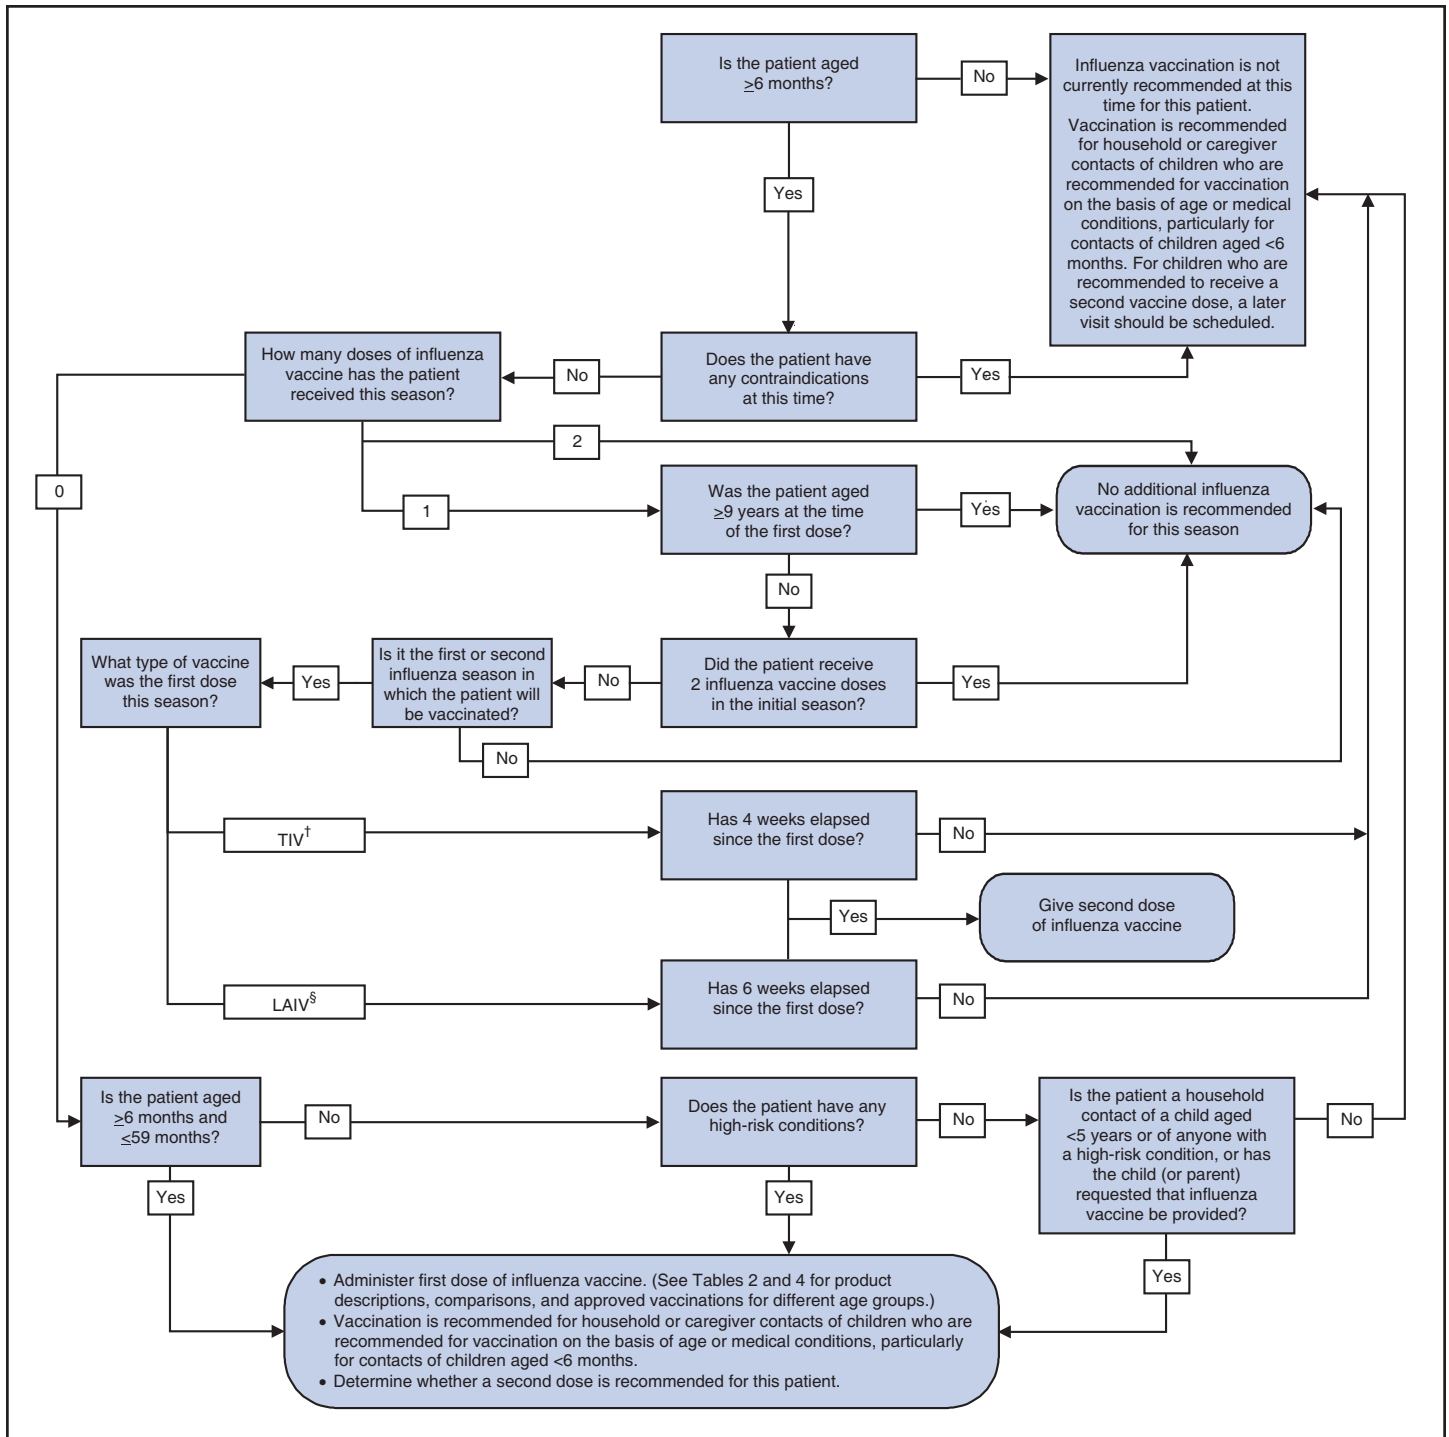 Is the patient aged
≥6 months?
No
Influenza vaccination is not
currently recommended at this
time for this patient.
Vaccination is recommended
for household or caregiver
contacts of children who are
recommended for vaccination
on the basis of age or medical
conditions, particularly for
contacts of children aged <6
months. For children who are
recommended to receive a
second vaccine dose, a later
visit should be scheduled.
Yes
How many doses of influenza
vaccine has the patient
received this season?
No
Does the patient have
any contraindications
at this time?
Yes
2
0
1
Was the patient aged
≥9 years at the time
of the first dose?
Yes
No additional influenza
vaccination is recommended
for this season
No
What type of vaccine
was the first dose
this season?
Yes
Is it the first or second
influenza season in
which the patient will
be vaccinated?
No
Did the patient receive
2 influenza vaccine doses
in the initial season?
Yes
No
TIV†
Has 4 weeks elapsed
since the first dose?
No
Yes
Give second dose
of influenza vaccine
LAIV§
Has 6 weeks elapsed
since the first dose?
No
Is the patient aged
≥6 months and
≤59 months?
No
Does the patient have any
high-risk conditions?
No
Is the patient a household
contact of a child aged
<5 years or of anyone with
a high-risk condition, or has
the child (or parent)
requested that influenza
vaccine be provided?
No
Yes
Yes
Yes
• Administer first dose of influenza vaccine. (See Tables 2 and 4 for product
descriptions, comparisons, and approved vaccinations for different age groups.)
• Vaccination is recommended for household or caregiver contacts of children who are
recommended for vaccination on the basis of age or medical conditions, particularly
for contacts of children aged <6 months.
• Determine whether a second dose is recommended for this patient.